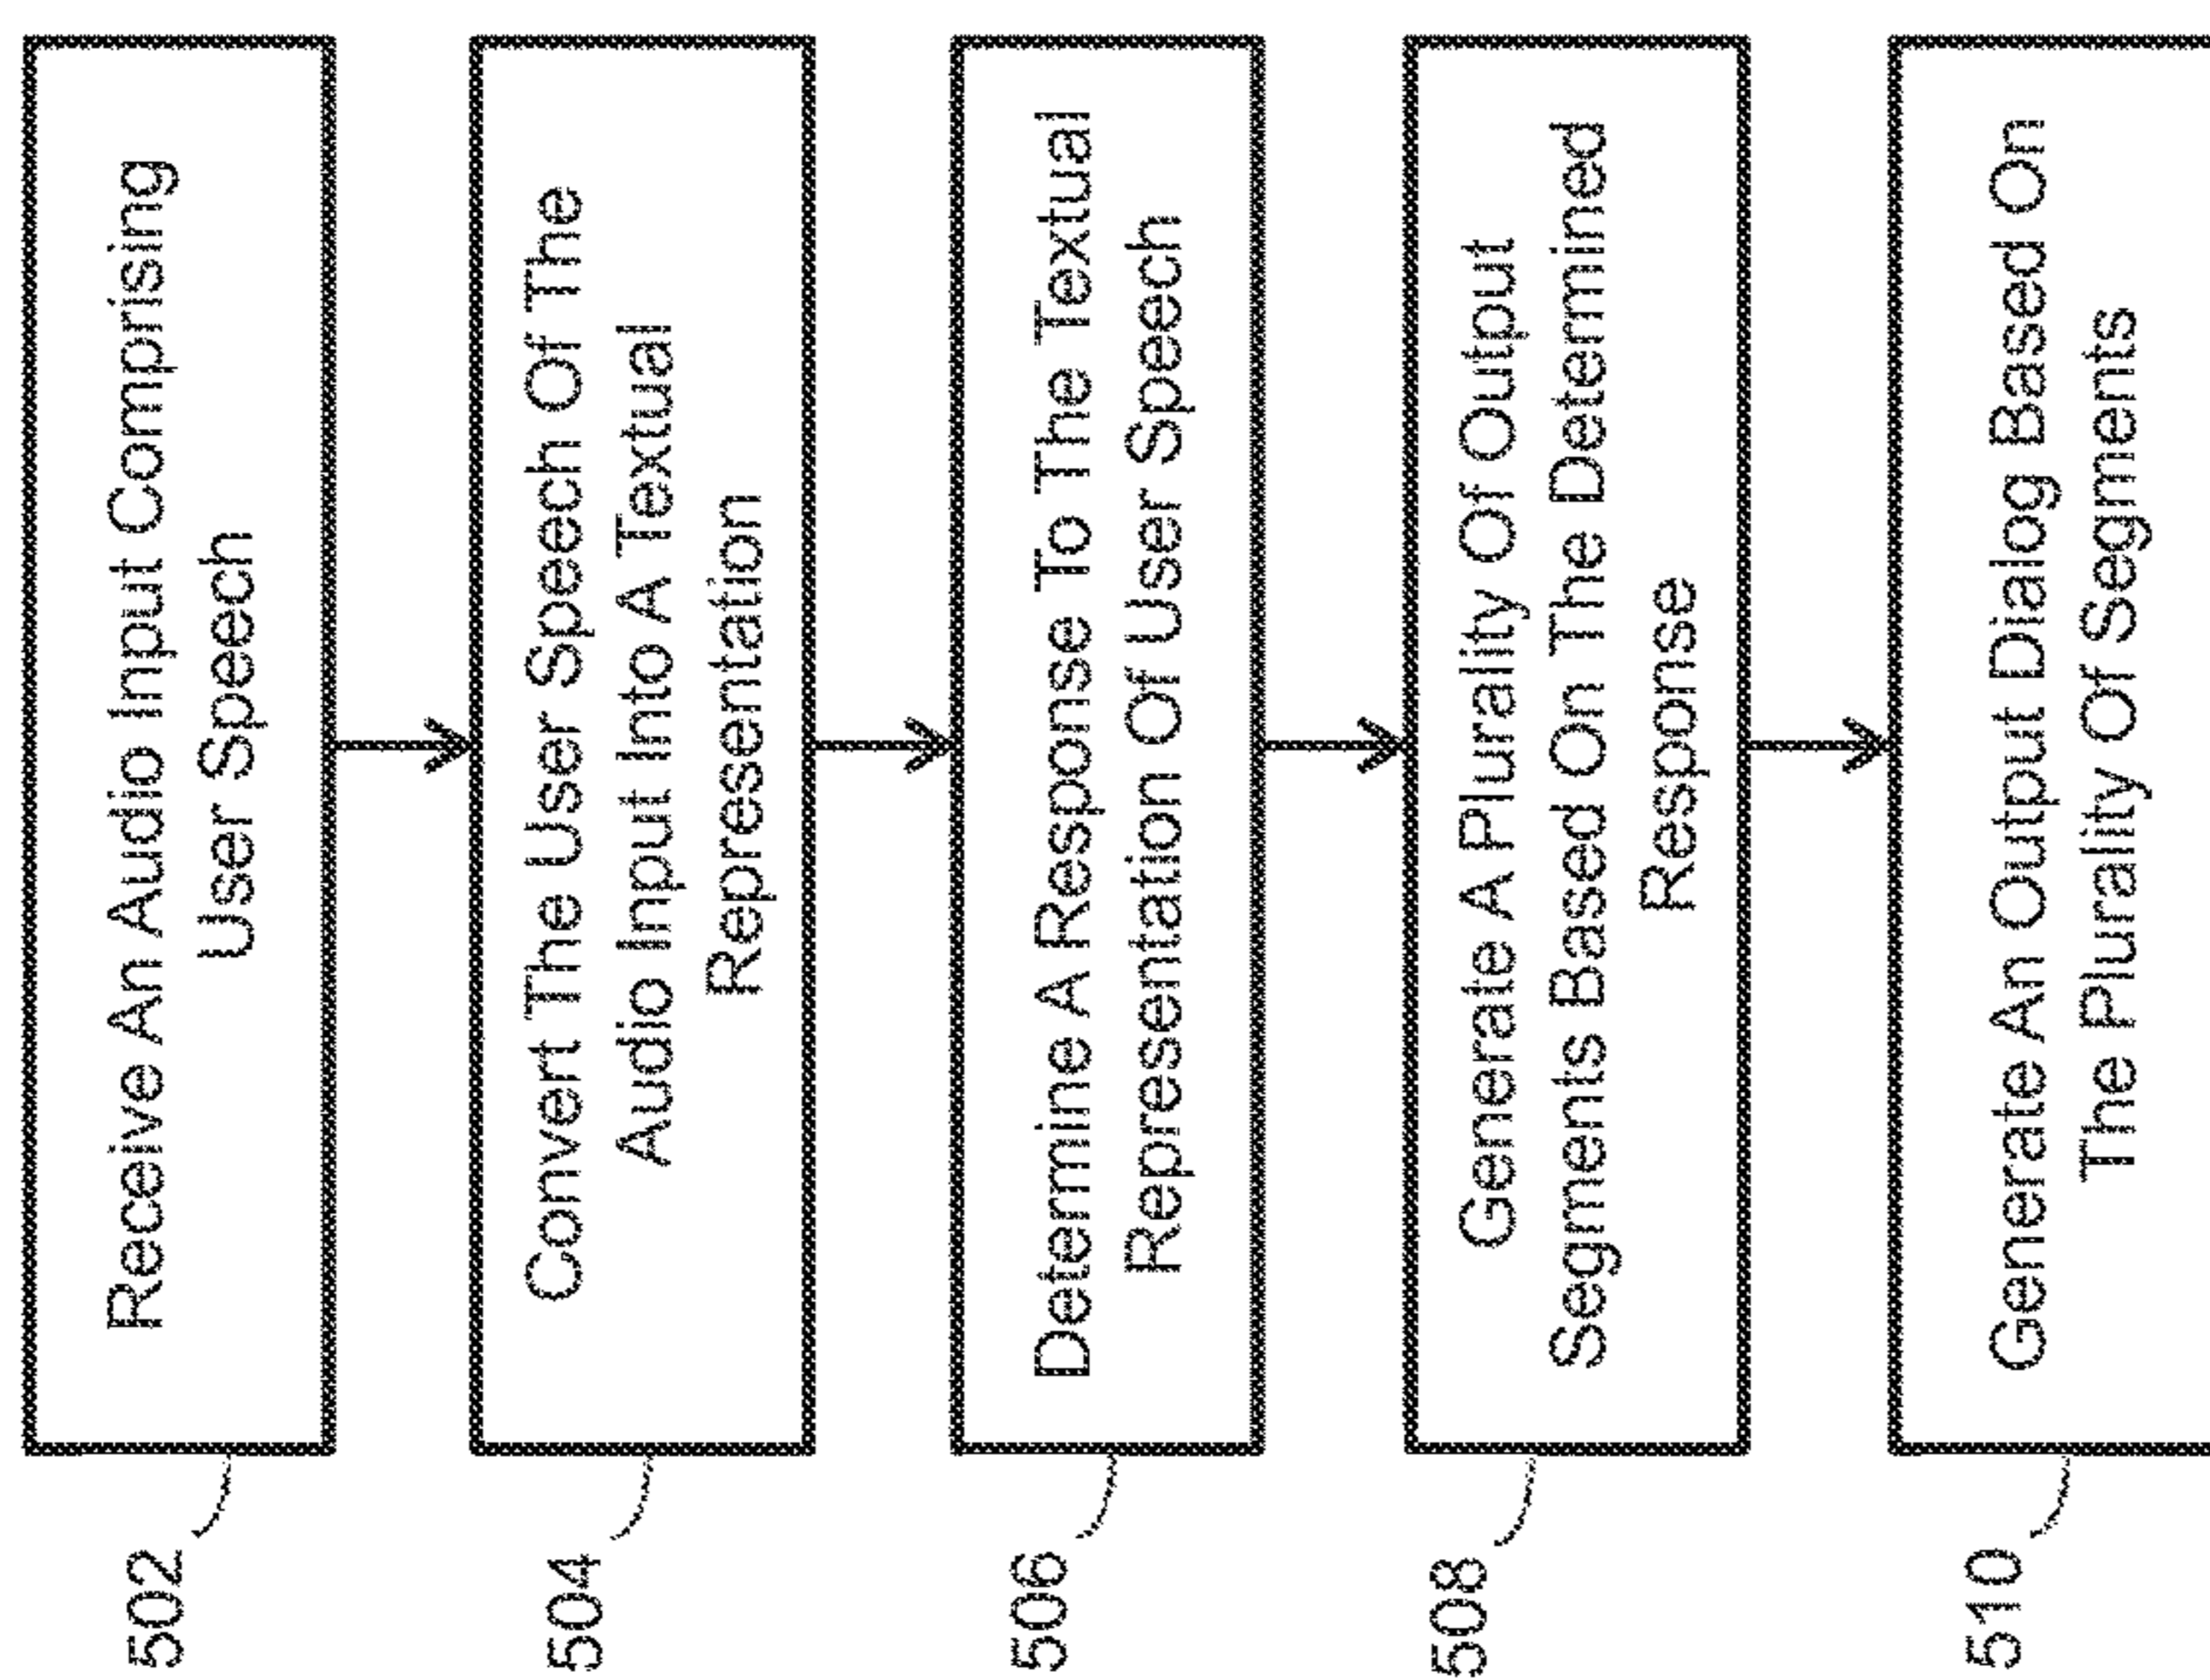 502
Receive An Audio Input Comprising
User Speech
504
Convert The User Speech Of The
Audio Input Into A Textual
Representation
506
Determine A Response To The Textual
Representation Of User Speech
508
Generate A Plurality Of Output
Segments Based On The Determined
Response
510
Generate An Output Dialog Based On
The Plurality Of Segments